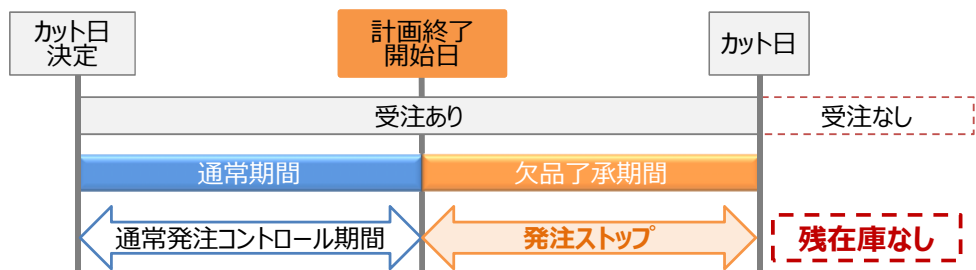 カット日
決定
計画終了
開始日
カット日
受注あり
受注なし
通常期間
欠品了承期間
通常発注コントロール期間
発注ストップ
残在庫なし